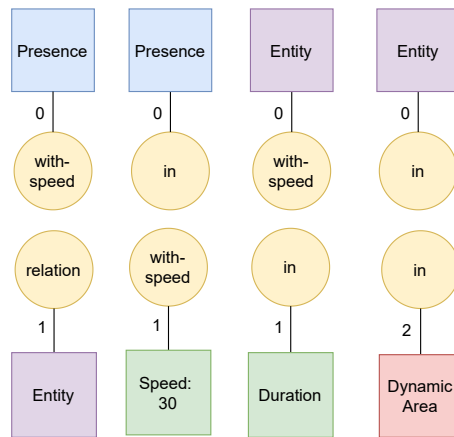 Presence Presence Entity Entity
0 0 0 0
with-
speed
in
with-
speed
in
relation
with-
speed
in
in
1 1 1 2
Entity
Speed:
30
Duration
Dynamic
Area